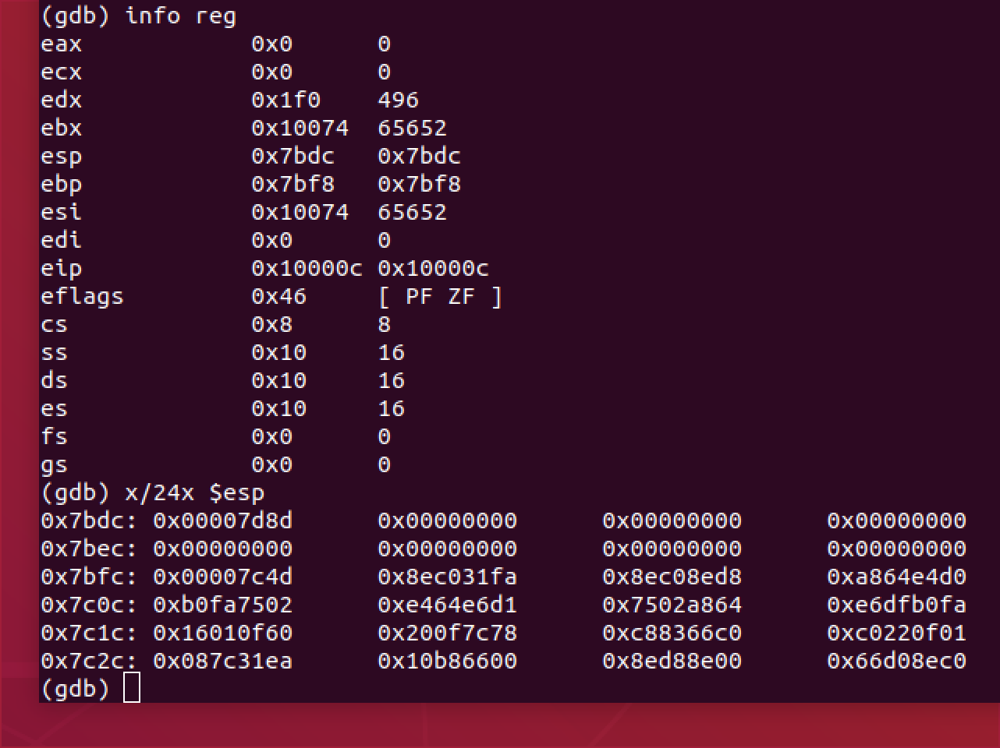 (gdb) info reg
eax 0x0 0
ecx 0x0 0
edx 0x1f0 496
ebx 0x10074 65652
esp 0x7bdc 0x7bdc
ebp 0x7bf8 0x7bf8
esi 0x10074 65652
edi 0x0 0
eip 0x10000c 0x10000c
eflags 0x46 [ PF ZF ]
cs 0x8 8
ss 0x10 16
ds 0x10 16
es 0x10 16
fs 0x0 0
gs 0x0 0
(gdb) x/24x $esp
0x7bdc: 0x00007d8d 0x00000000 0x00000000 0x00000000
0x7bec: 0x00000000 0x00000000 0x00000000 0x00000000
0x7bfc: 0x00007c4d 0x8ec031fa 0x8ec08ed8 0xa864e4d0
0x7c0c: 0xb0fa7502 0xe464e6d1 0x7502a864 0xe6dfb0fa
0x7c1c: 0x16010f60 0x200f7c78 0xc88366c0 0xc0220f01
0x7c2c: 0x087c31ea 0x10b86600 0x8ed88e00 0x66d08ec0
(gdb)